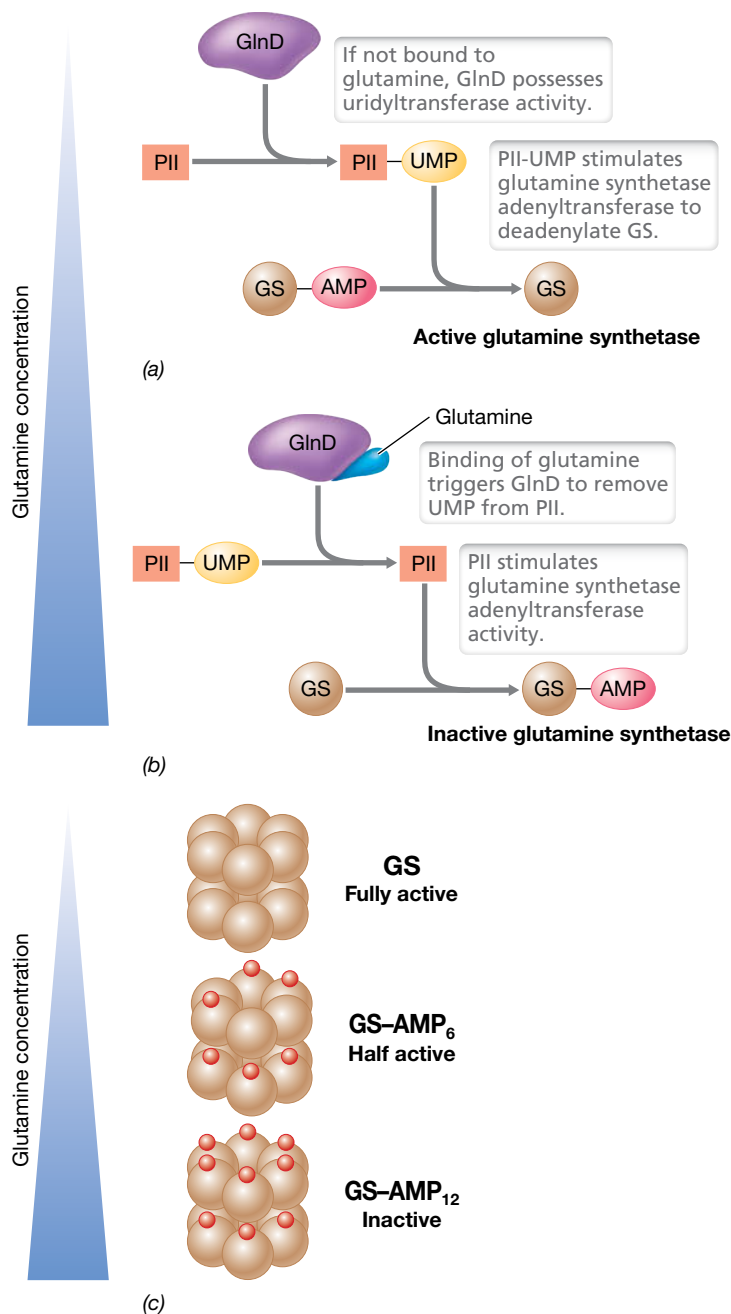 GlnD
If not bound to
glutamine, GlnD possesses
uridyltransferase activity.
PII
PII
UMP
PII-UMP stimulates
glutamine synthetase
adenyltransferase to
deadenylate GS.
GS
AMP
GS
Active glutamine synthetase
(a)
Glutamine concentration
Glutamine
GlnD
Binding of glutamine
triggers GlnD to remove
UMP from PII.
PII
UMP
PII
PII stimulates
glutamine synthetase
adenyltransferase
activity.
GS
GS
AMP
Inactive glutamine synthetase
(b)
Glutamine concentration
GS
Fully active
GS–AMP₆
Half active
GS–AMP₁₂
Inactive
(c)